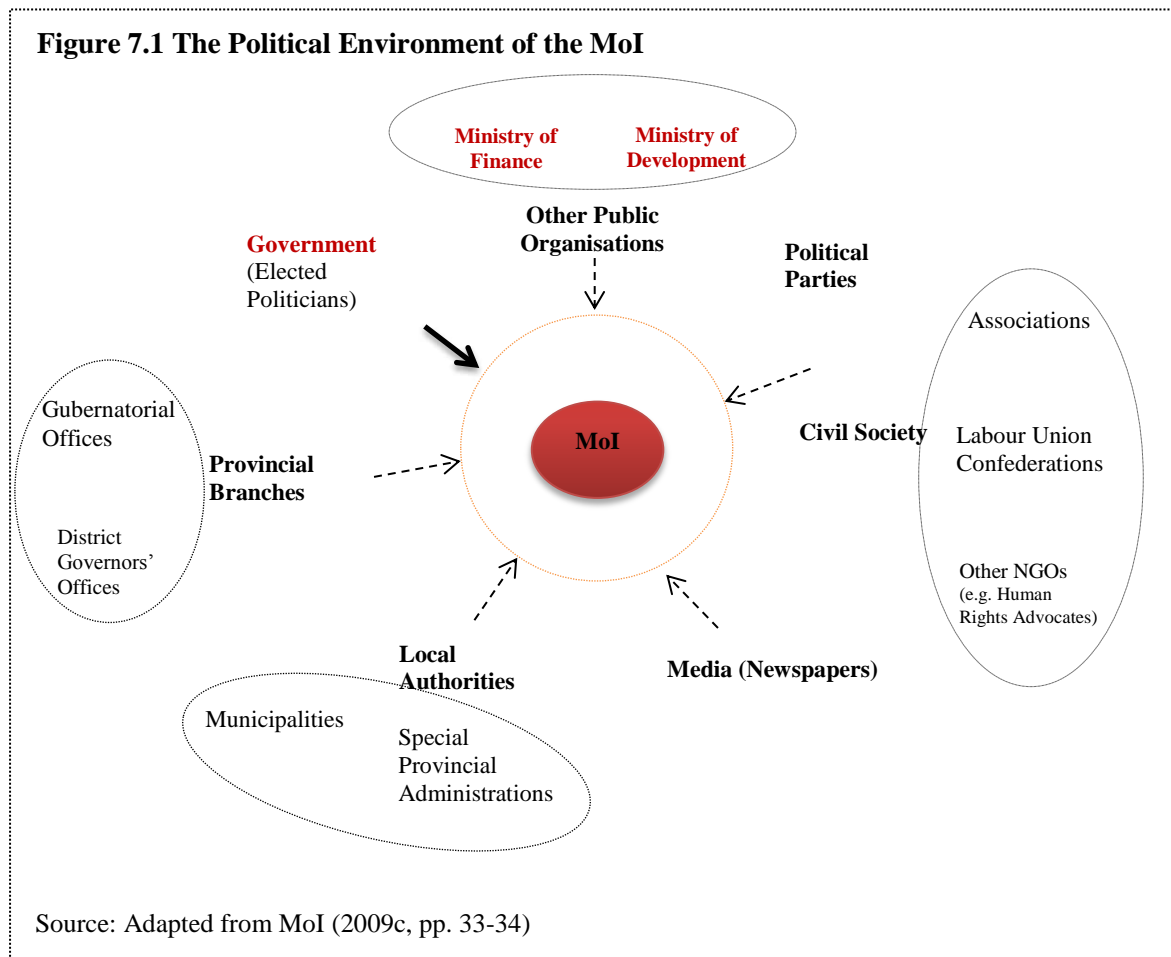 Figure 7.1 The Political Environment of the MoI
Ministry of
Finance
Ministry of
Development
Other Public
Organisations
Government
(Elected
Politicians)
Political
Parties
Associations
Gubernatorial
Offices
MoI
Civil Society
Labour Union
Confederations
Provincial
Branches
District
Governors’
Offices
Other NGOs
(e.g. Human
Rights Advocates)
Local
Authorities
Media (Newspapers)
Municipalities
Special
Provincial
Administrations
Source: Adapted from MoI (2009c, pp. 33-34)